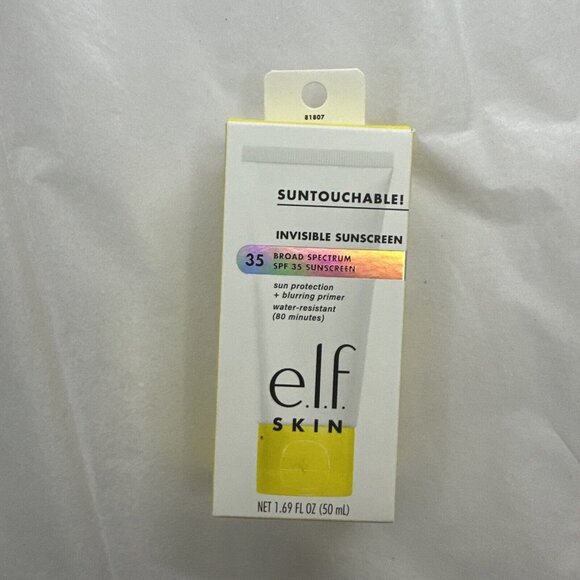 81807
SUNTOUCHABLE!
INVISIBLE SUNSCREEN
35 BROAD SPECTRUM
SPF 35 SUNSCREEN
sun protection
+ blurring primer
water-resistant
(80 minutes)
e.l.f.
SKIN
NET 1.69 FL OZ (50 mL)